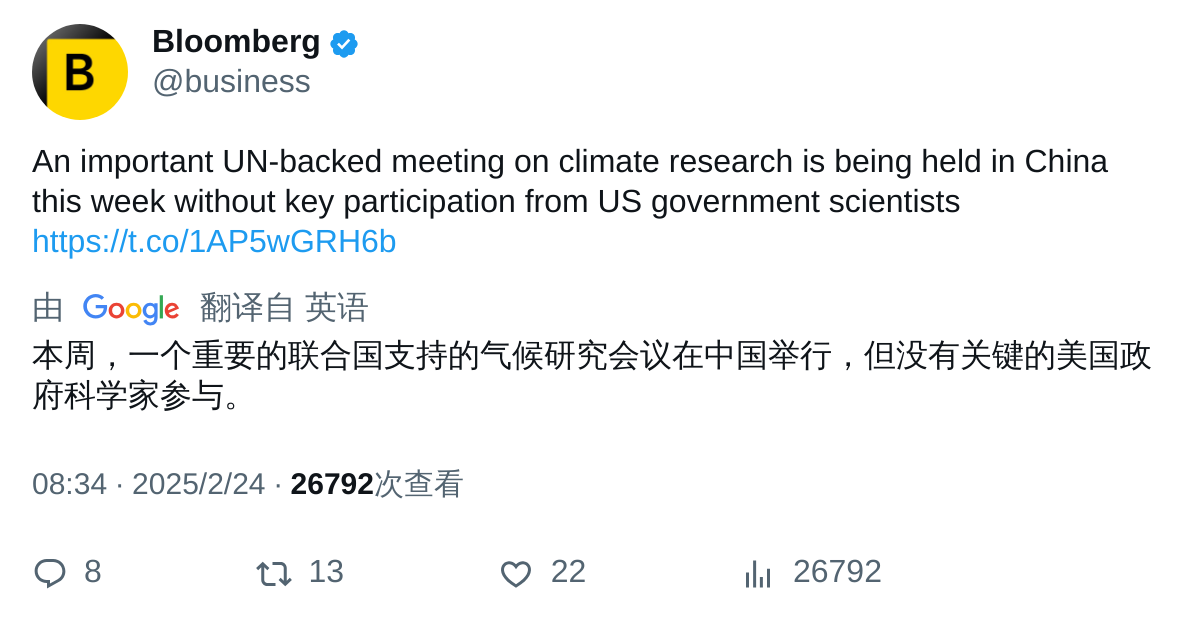 B
Bloomberg
@business
An important UN-backed meeting on climate research is being held in China
this week without key participation from US government scientists
https://t.co/1AP5wGRH6b
由 Google 翻译自 英语
本周，一个重要的联合国支持的气候研究会议在中国举行，但没有关键的美国政
府科学家参与。
08:34 · 2025/2/24 · 26792次查看
8 13 22 26792